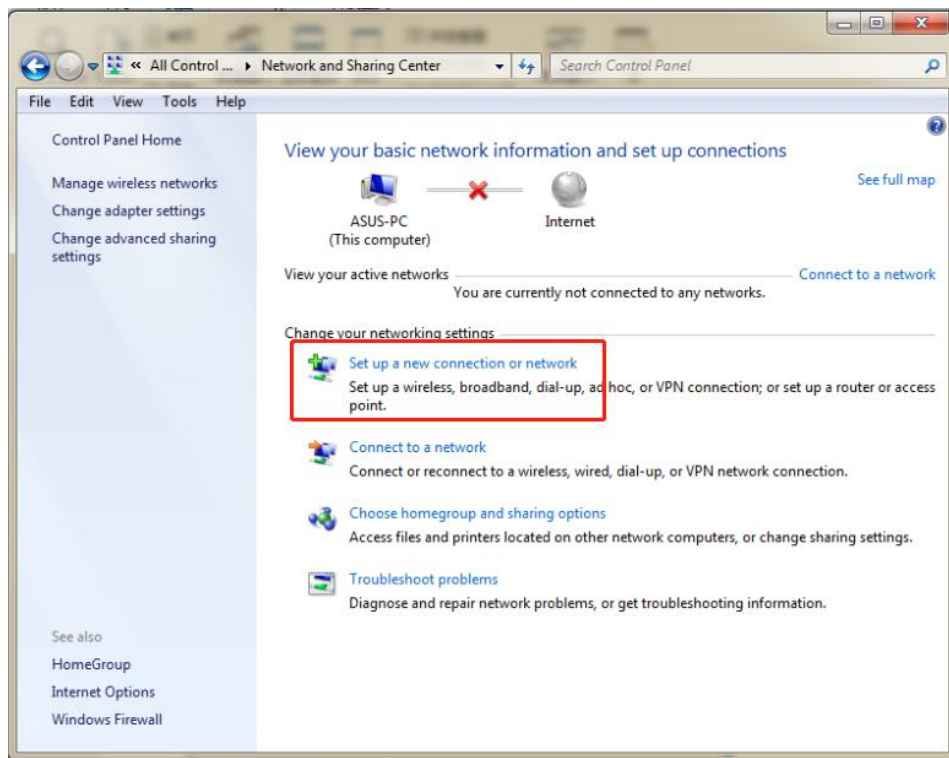 « All Control ... ▸ Network and Sharing Center
Search Control Panel
File Edit View Tools Help
Control Panel Home
Manage wireless networks
Change adapter settings
Change advanced sharing
settings
See also
HomeGroup
Internet Options
Windows Firewall
View your basic network information and set up connections
See full map
ASUS-PC
(This computer)
Internet
View your active networks
Connect to a network
You are currently not connected to any networks.
Change your networking settings
Set up a new connection or network
Set up a wireless, broadband, dial-up, ad hoc, or VPN connection; or set up a router or access
point.
Connect to a network
Connect or reconnect to a wireless, wired, dial-up, or VPN network connection.
Choose homegroup and sharing options
Access files and printers located on other network computers, or change sharing settings.
Troubleshoot problems
Diagnose and repair network problems, or get troubleshooting information.